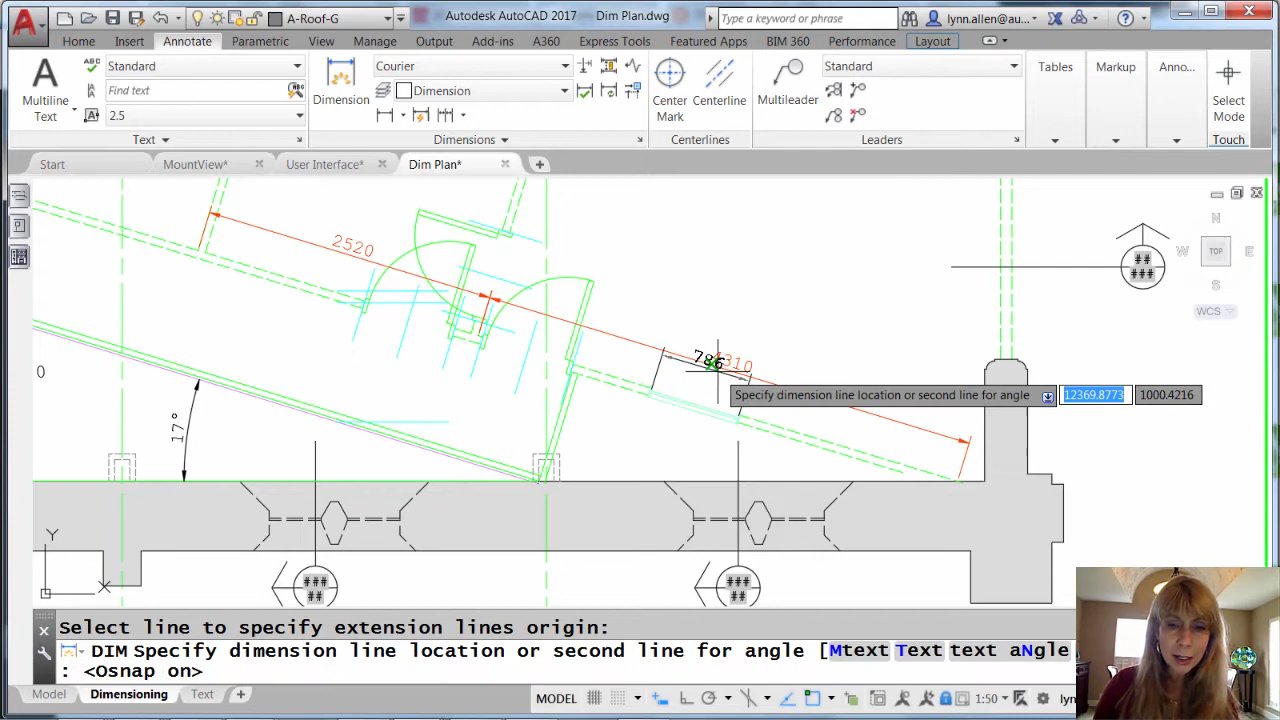 A-Roof-G
Autodesk AutoCAD 2017 Dim Plan.dwg
Type a keyword or phrase
lynn.allen@au...
Home Insert Annotate Parametric View Manage Output Add-ins A360 Express Tools Featured Apps BIM 360 Performance Layout
Multiline
Text
ABC
Standard
Find text
2.5
Text
Dimension
Courier
Dimension
Dimensions
Center
Mark
Centerline
Centerlines
Multileader
Standard
Leaders
Tables
Markup
Anno...
Select
Mode
Touch
Start MountView* User Interface* Dim Plan*
2520
786
4310
17°
0
N
W
TOP
E
S
WCS
##
###
Specify dimension line location or second line for angle 12369.8773 1000.4216
Y
X
###
##
###
##
Select line to specify extension lines origin:
DIM Specify dimension line location or second line for angle [Mtext Text text aNgle
: <Osnap on>
Model Dimensioning Text
MODEL
1:50
lyn